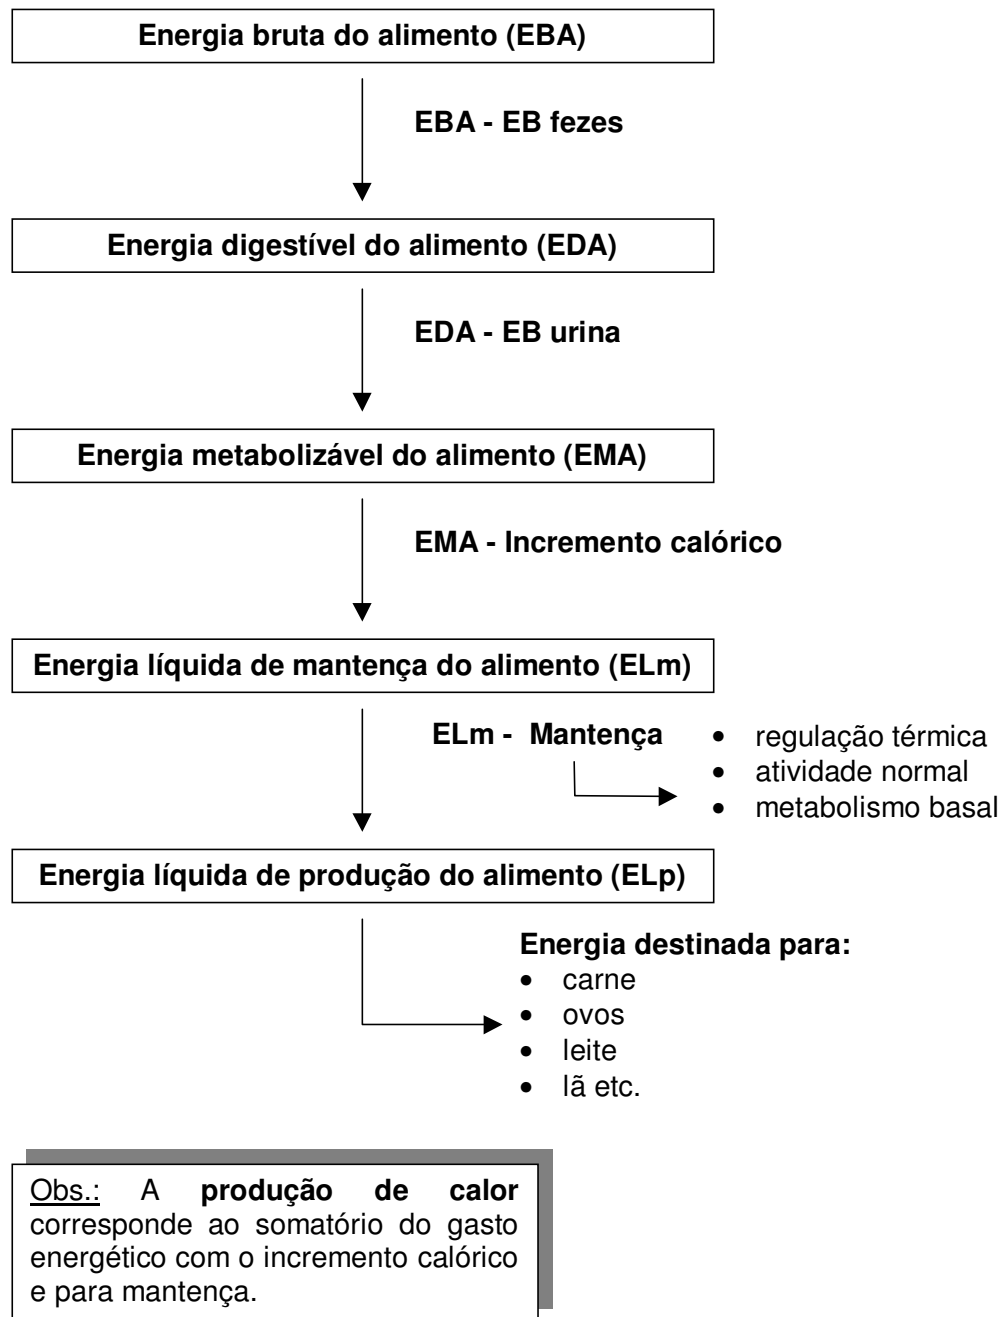 Energia bruta do alimento (EBA)
EBA - EB fezes
Energia digestível do alimento (EDA)
EDA - EB urina
Energia metabolizável do alimento (EMA)
EMA - Incremento calórico
Energia líquida de mantença do alimento (ELm)
ELm -  Mantença
• regulação térmica
• atividade normal
• metabolismo basal
Energia líquida de produção do alimento (ELp)
Energia destinada para:
• carne
• ovos
• leite
• lã etc.
Obs.: A produção de calor
corresponde ao somatório do gasto
energético com o incremento calórico
e para mantença.